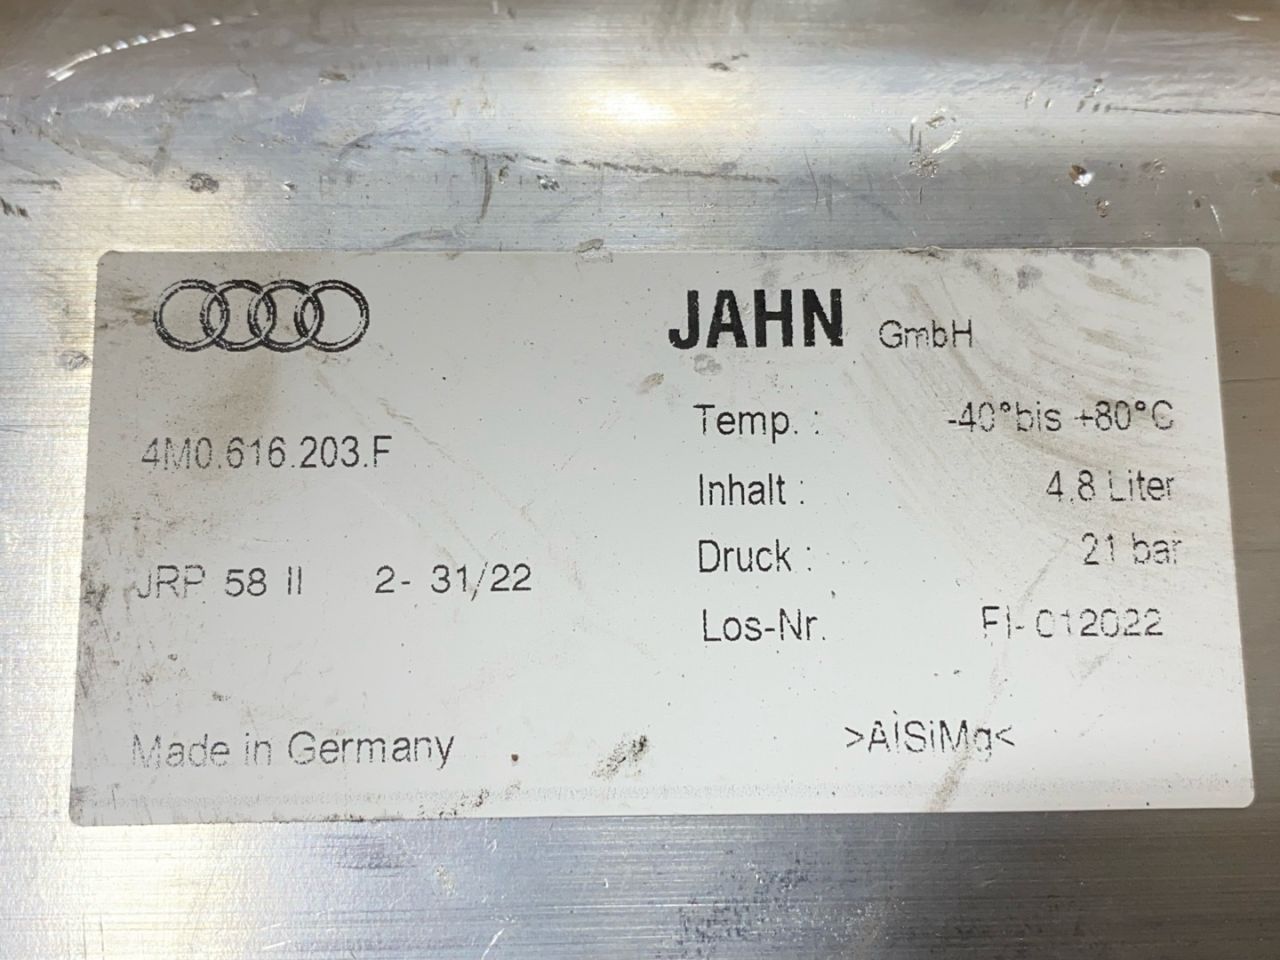 JAHN GmbH
4M0.616.203.F
Temp. : -40°bis +80°C
Inhalt : 4.8 Liter
Druck : 21 bar
JRP 58 II 2- 31/22
Los-Nr. FI-012022
Made in Germany
>AlSiMg<